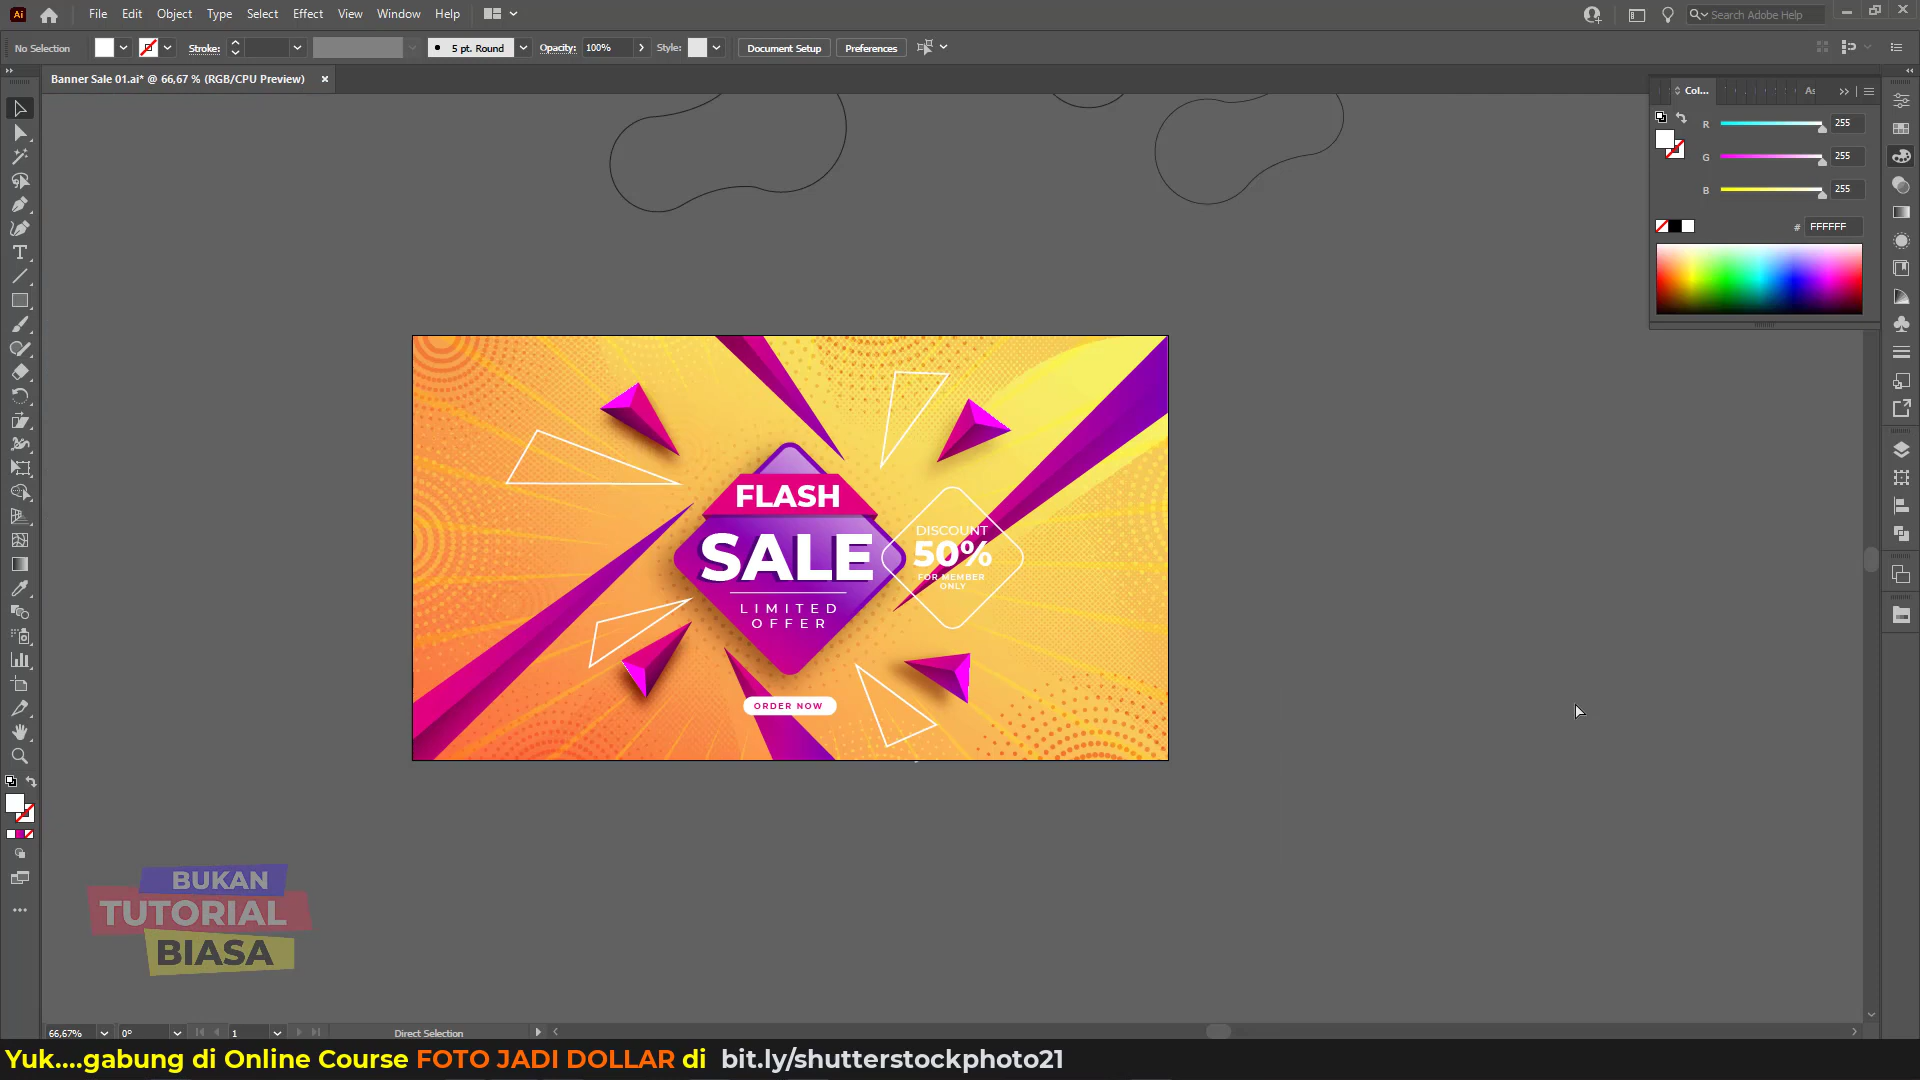 Ai File Edit Object Type Select Effect View Window Help Search Adobe Help
No Selection Stroke: 5 pt. Round Opacity: 100% Style: Document Setup Preferences
Banner Sale 01.ai* @ 66,67 % (RGB/CPU Preview)
Col...
R 255
G 255
B 255
# FFFFFF
FLASH
SALE
LIMITED
OFFER
DISCOUNT
50%
FOR MEMBER
ONLY
ORDER NOW
BUKAN
TUTORIAL
BIASA
66,67% 0° 1 Direct Selection
Yuk....gabung di Online Course FOTO JADI DOLLAR di bit.ly/shutterstockphoto21